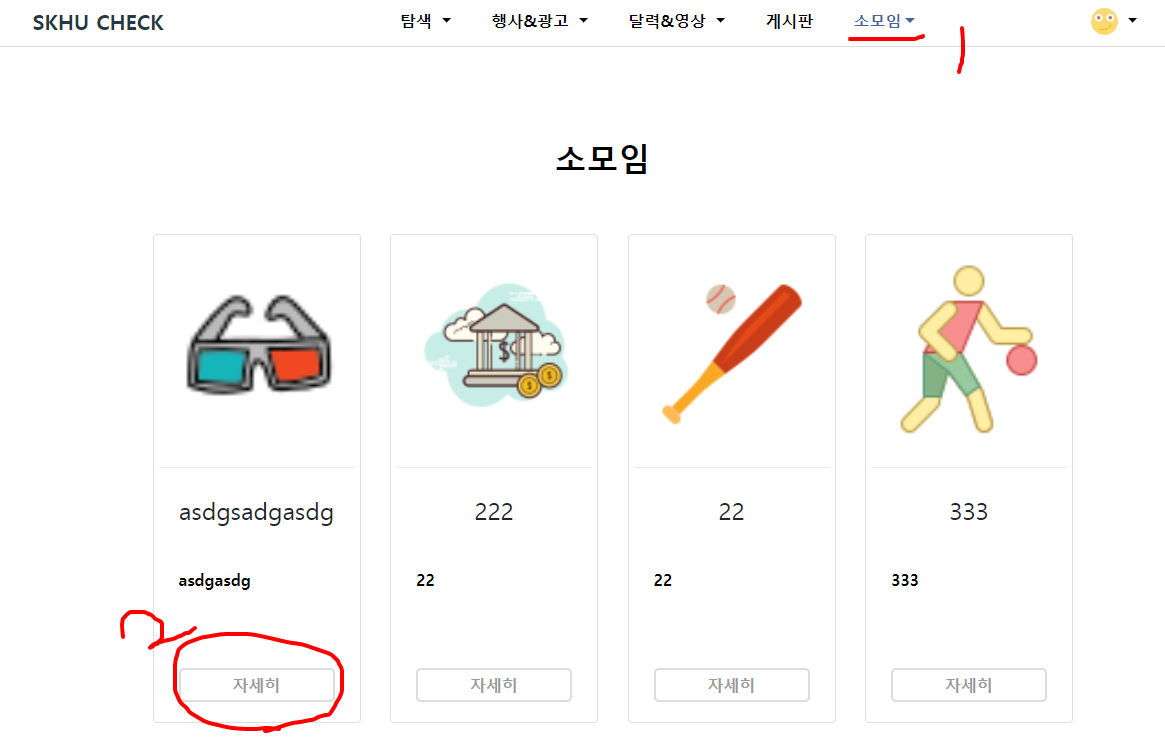 SKHU CHECK 탐색 행사&광고 달력&영상 게시판 소모임
1
소모임
asdgsadgasdg 222 22 333
asdgasdg 22 22 333
2
자세히 자세히 자세히 자세히